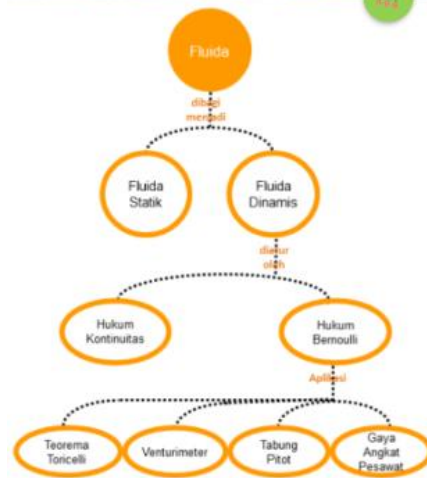 Fluida
dibagi
menjadi
Fluida
Statik
Fluida
Dinamis
diatur
oleh
Hukum
Kontinuitas
Hukum
Bernoulli
Aplikasi
Teorema
Toricelli
Venturimeter
Tabung
Pitot
Gaya
Angkat
Pesawat